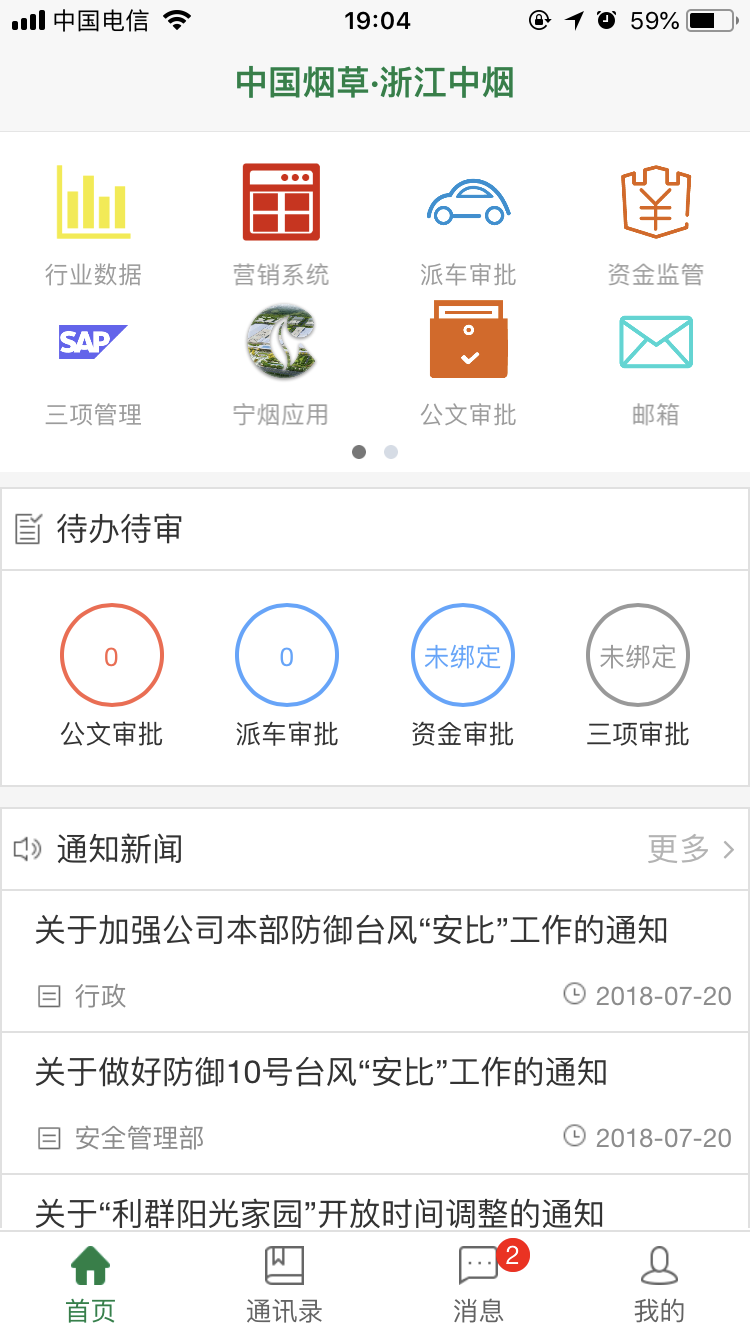 中国电信 19:04 59%
中国烟草·浙江中烟
行业数据 营销系统 派车审批 资金监管
SAP
三项管理 宁烟应用 公文审批 邮箱
待办待审
0 0 未绑定 未绑定
公文审批 派车审批 资金审批 三项审批
通知新闻 更多
关于加强公司本部防御台风“安比”工作的通知
行政 2018-07-20
关于做好防御10号台风“安比”工作的通知
安全管理部 2018-07-20
关于“利群阳光家园”开放时间调整的通知
2
首页 通讯录 消息 我的